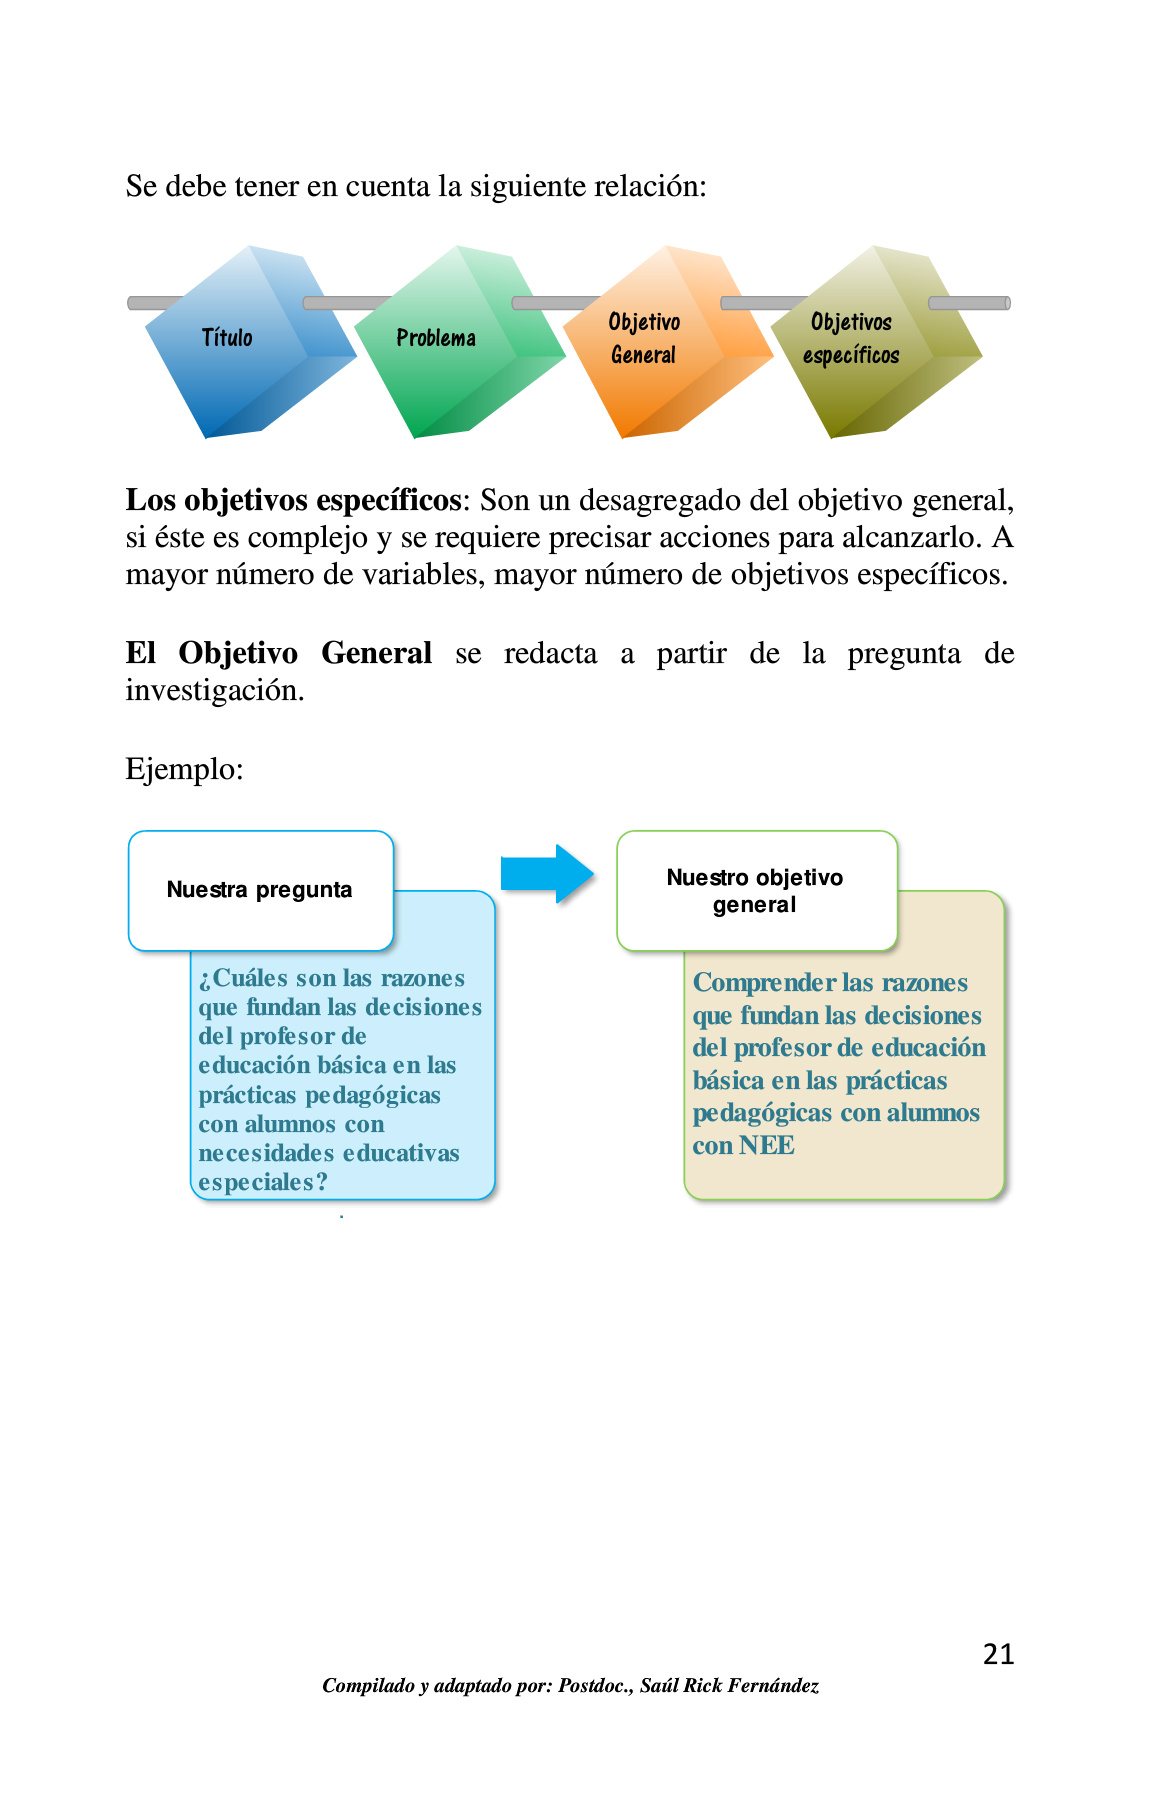 Se debe tener en cuenta la siguiente relación:
Título
Problema
Objetivo
General
Objetivos
específicos
Los objetivos específicos: Son un desagregado del objetivo general,
si éste es complejo y se requiere precisar acciones para alcanzarlo. A
mayor número de variables, mayor número de objetivos específicos.
El Objetivo General se redacta a partir de la pregunta de
investigación.
Ejemplo:
Nuestra pregunta
¿Cuáles son las razones
que fundan las decisiones
del profesor de
educación básica en las
prácticas pedagógicas
con alumnos con
necesidades educativas
especiales?
.
Nuestro objetivo
general
Comprender las razones
que fundan las decisiones
del profesor de educación
básica en las prácticas
pedagógicas con alumnos
con NEE
21
Compilado y adaptado por: Postdoc., Saúl Rick Fernández